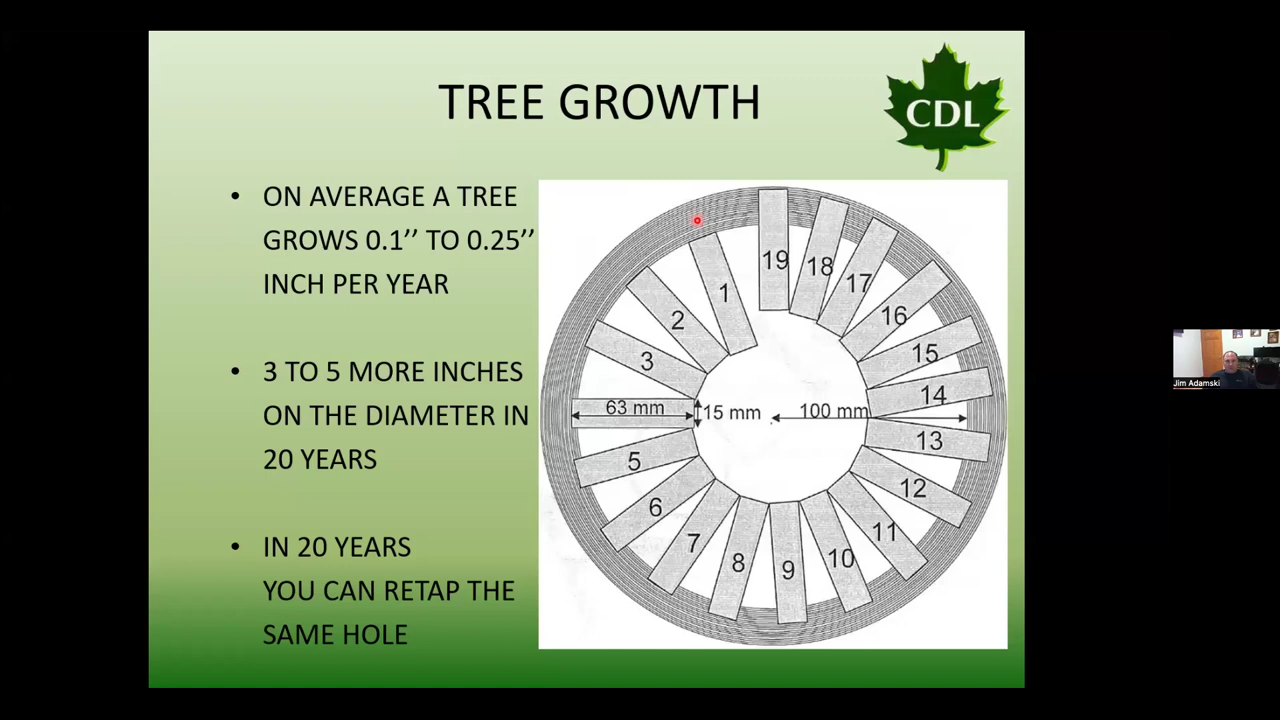 TREE GROWTH
CDL
• ON AVERAGE A TREE
GROWS 0.1’’ TO 0.25’’
INCH PER YEAR
• 3 TO 5 MORE INCHES
ON THE DIAMETER IN
20 YEARS
• IN 20 YEARS
YOU CAN RETAP THE
SAME HOLE
19
18
17
16
15
14
13
12
11
10
9
8
7
6
5
63 mm
15 mm
100 mm
3
2
1
Jim Adamski